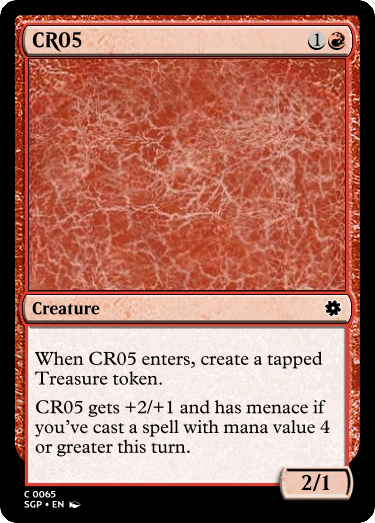 CR05 1
Creature
When CR05 enters, create a tapped
Treasure token.
CR05 gets +2/+1 and has menace if
you've cast a spell with mana value 4
or greater this turn.
2/1
C 0065
SGP • EN